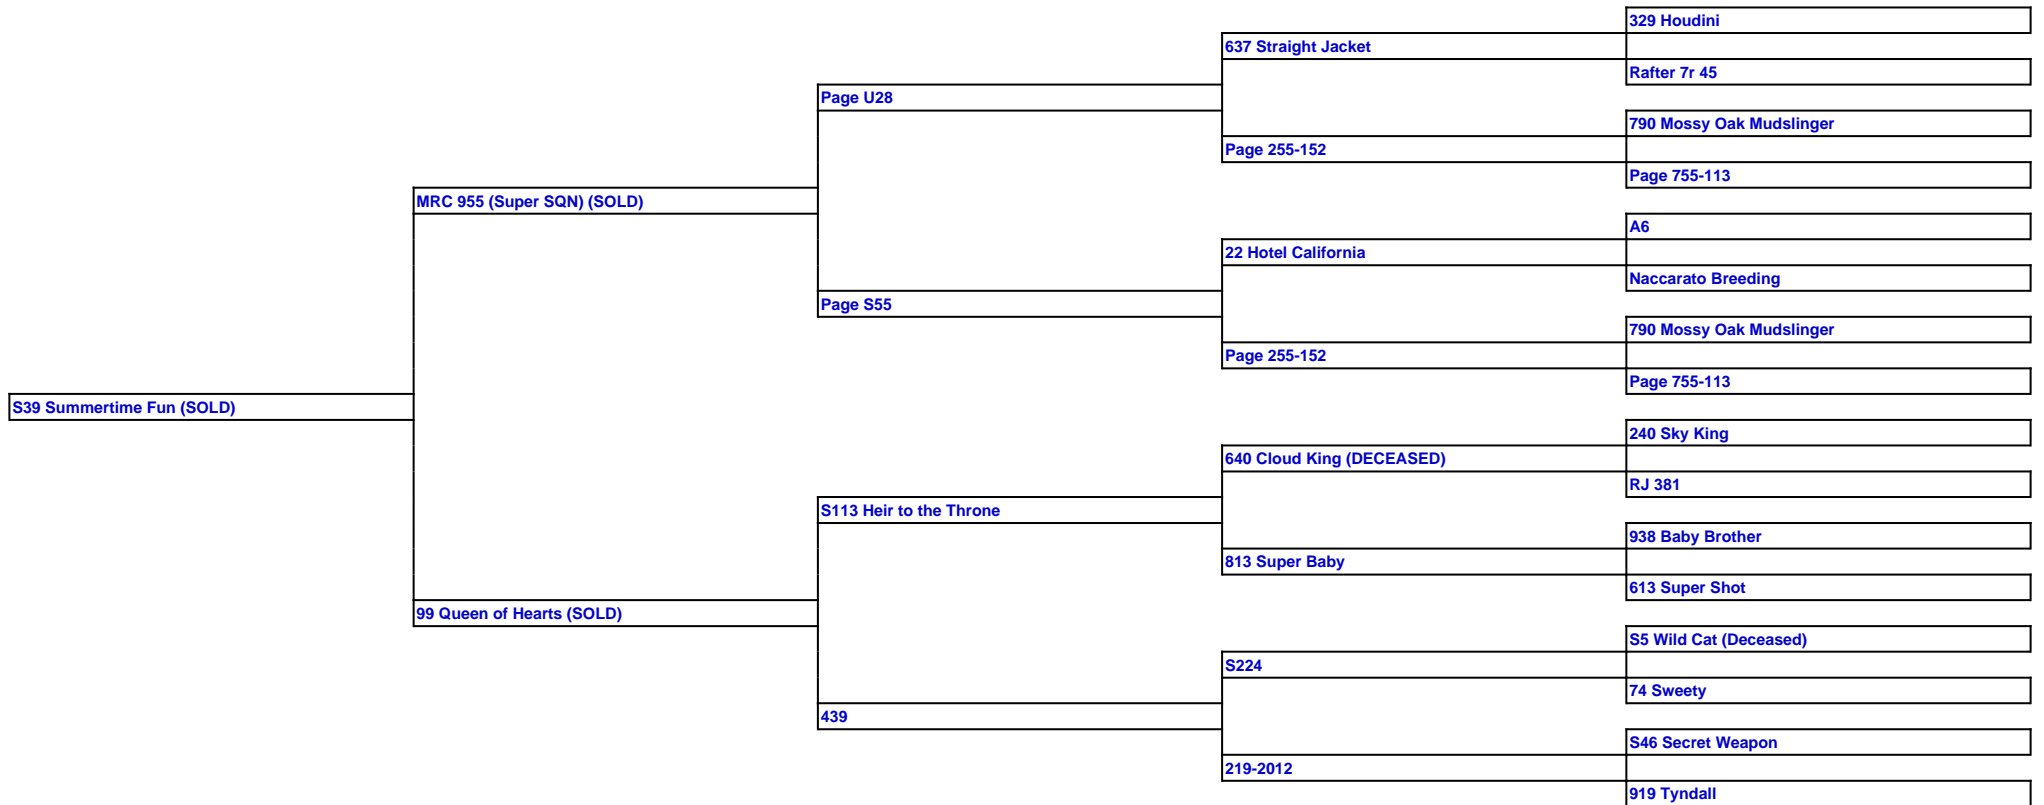 329 Houdini
637 Straight Jacket
Rafter 7r 45
Page U28
790 Mossy Oak Mudslinger
Page 255-152
Page 755-113
MRC 955 (Super SQN) (SOLD)
A6
22 Hotel California
Naccarato Breeding
Page S55
790 Mossy Oak Mudslinger
Page 255-152
Page 755-113
S39 Summertime Fun (SOLD)
240 Sky King
640 Cloud King (DECEASED)
RJ 381
S113 Heir to the Throne
938 Baby Brother
813 Super Baby
613 Super Shot
99 Queen of Hearts (SOLD)
S5 Wild Cat (Deceased)
S224
74 Sweety
439
S46 Secret Weapon
219-2012
919 Tyndall